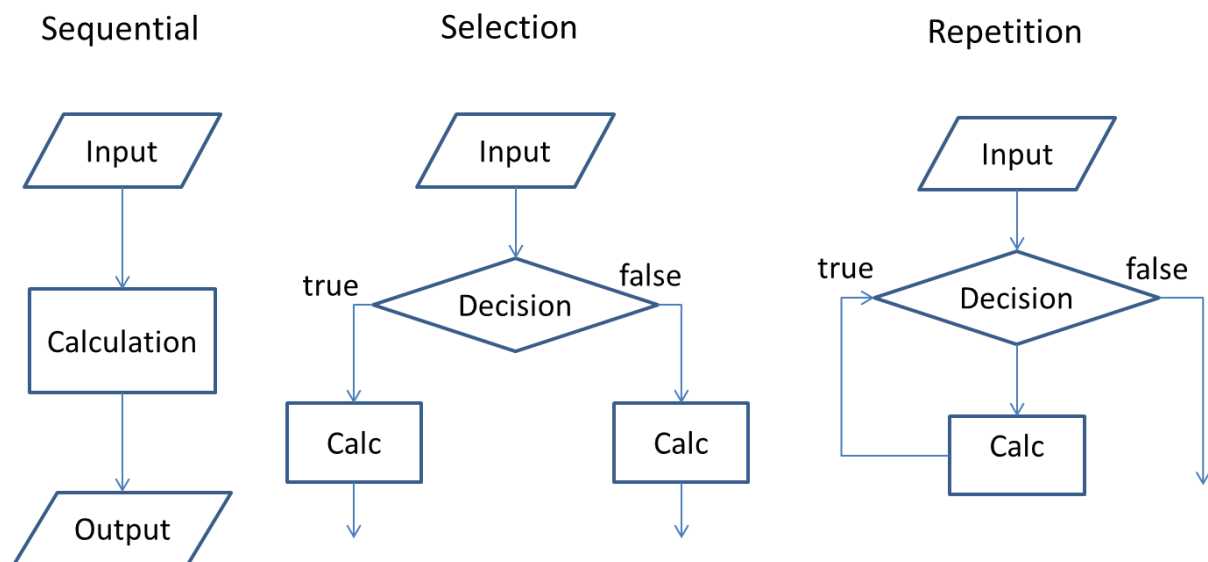 Sequential
Input
Calculation
Output
Selection
Input
true
false
Decision
Calc
Calc
Repetition
Input
true
false
Decision
Calc